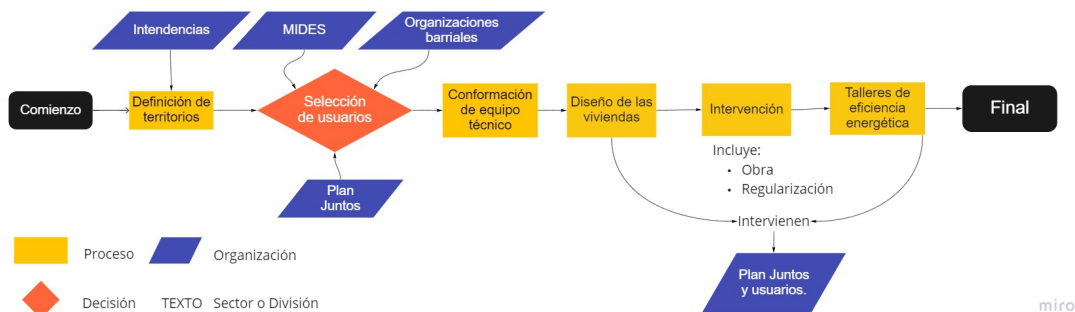 Intendencias
MIDES
Organizaciones
barriales
Comienzo
Definición de
territorios
Selección
de usuarios
Conformación
de equipo
técnico
Diseño de las
viviendas
Intervención
Talleres de
eficiencia
energética
Final
Incluye:
• Obra
• Regularización
Plan
Juntos
Intervienen
Plan Juntos
y usuarios.
Proceso
Organización
Decisión
TEXTO Sector o División
miro